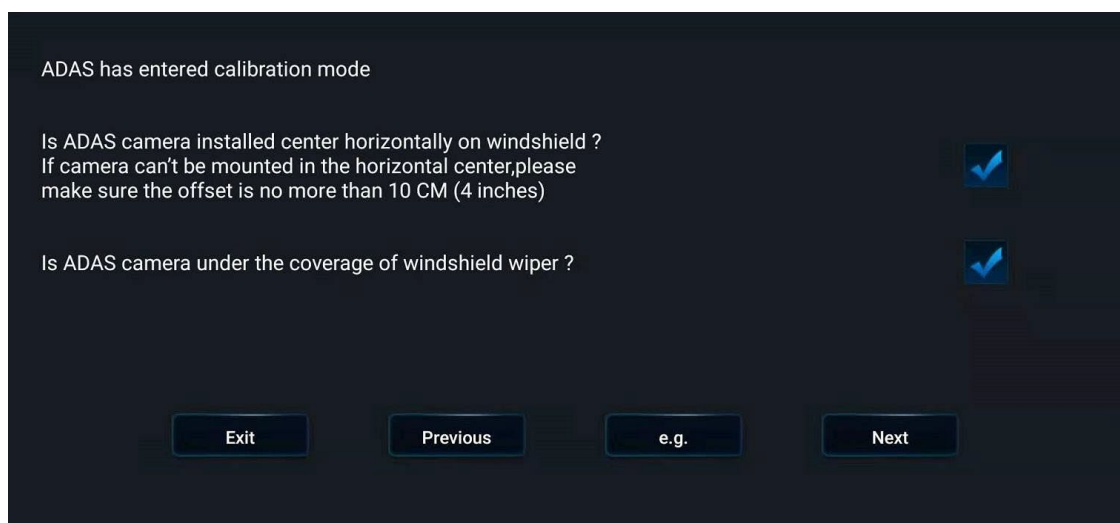 ADAS has entered calibration mode
Is ADAS camera installed center horizontally on windshield ?
If camera can't be mounted in the horizontal center,please
make sure the offset is no more than 10 CM (4 inches)
Is ADAS camera under the coverage of windshield wiper ?
Exit
Previous
e.g.
Next